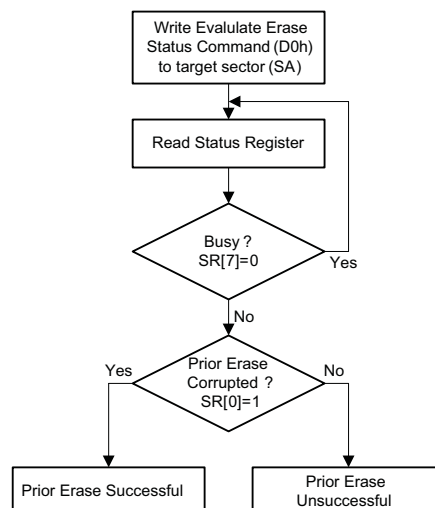 Write Evalulate Erase
Status Command (D0h)
to target sector (SA)
Read Status Register
Busy ?
SR[7]=0
Yes
No
Prior Erase
Corrupted ?
SR[0]=1
Yes
No
Prior Erase Successful
Prior Erase
Unsuccessful